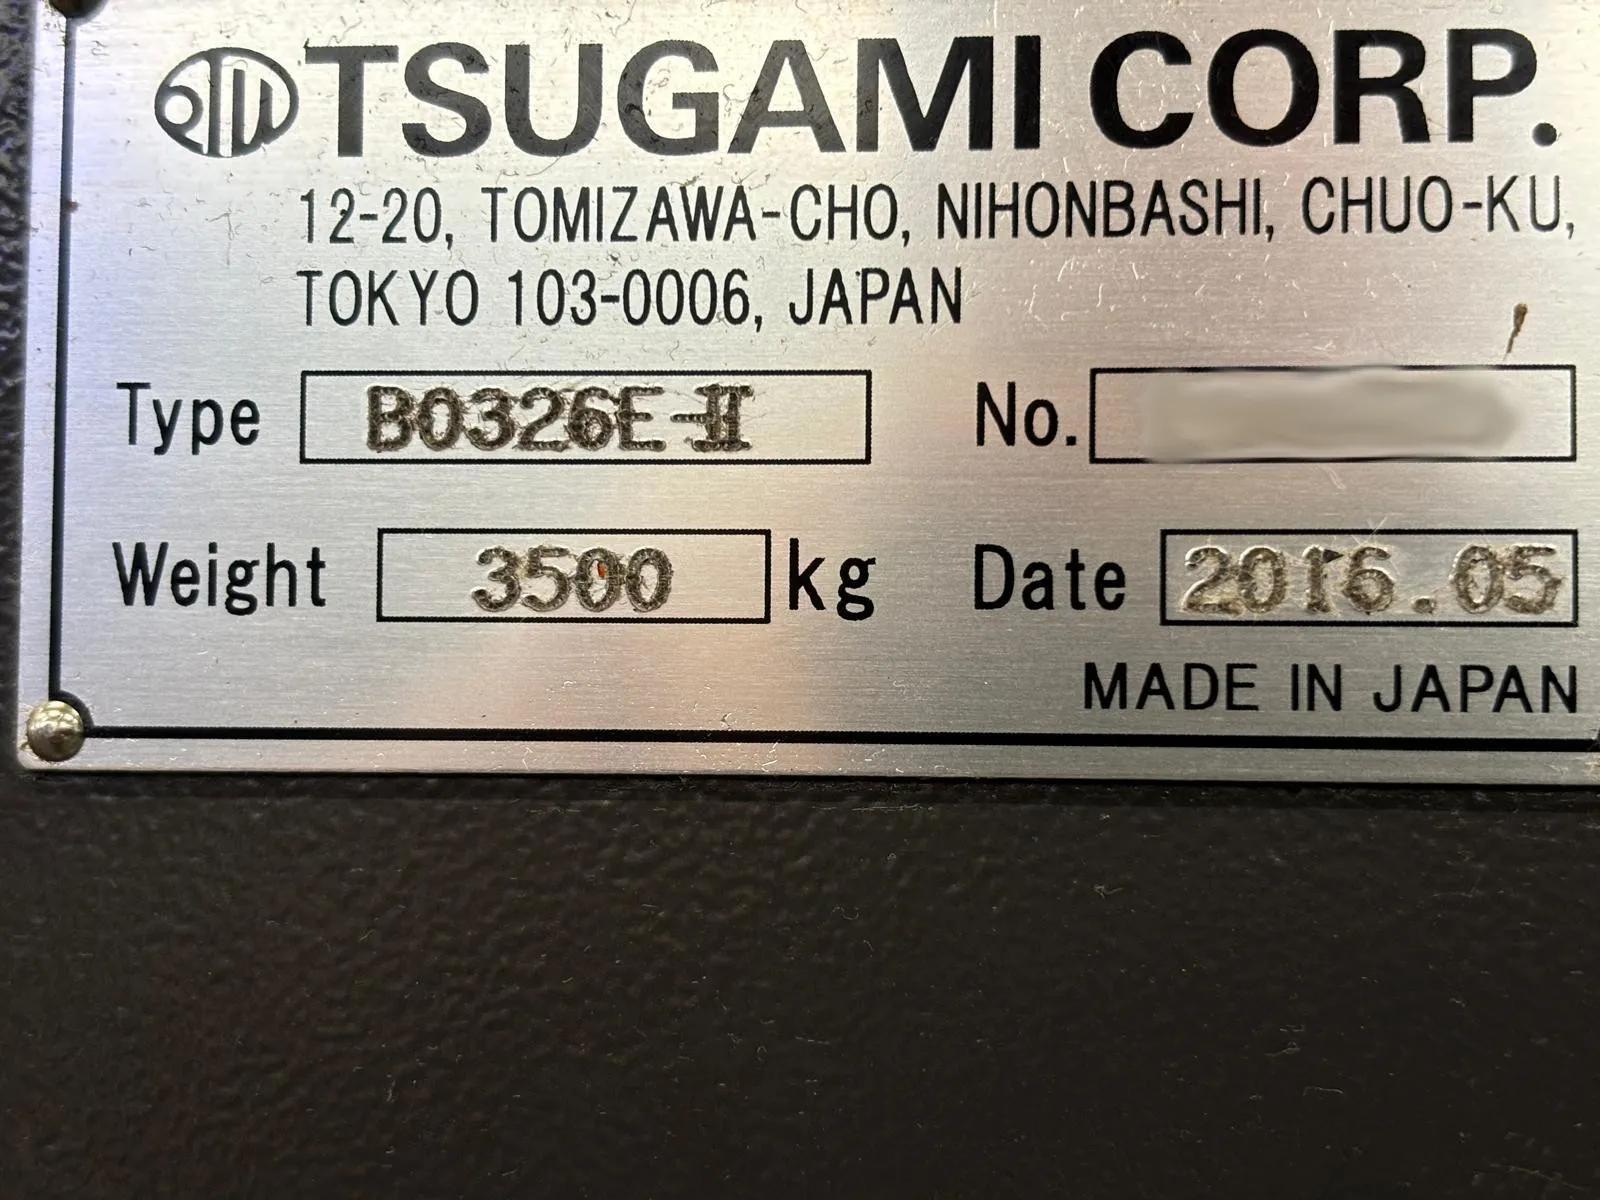 TSUGAMI CORP.
12-20, TOMIZAWA-CHO, NIHONBASHI, CHUO-KU,
TOKYO 103-0006, JAPAN
Type B0326E-II No.
Weight 3500 kg Date 2016.05
MADE IN JAPAN